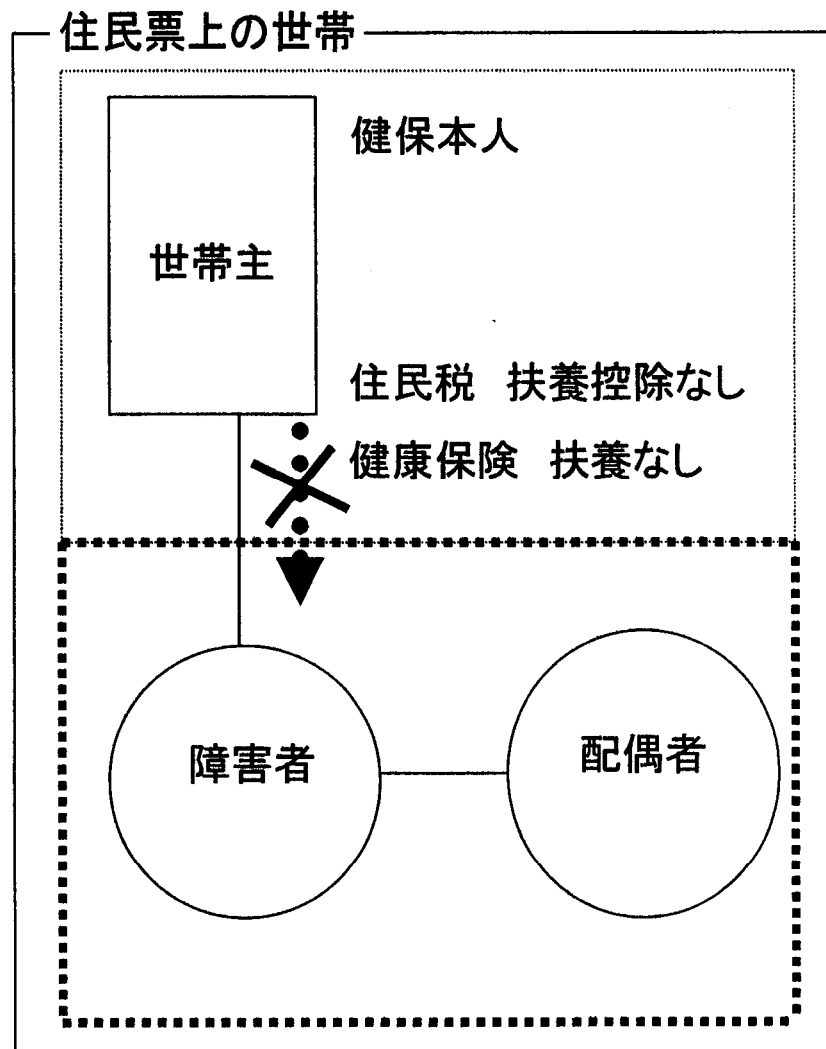 住民票上の世帯
健保本人
世帯主
住民税 扶養控除なし
健康保険 扶養なし
障害者
配偶者